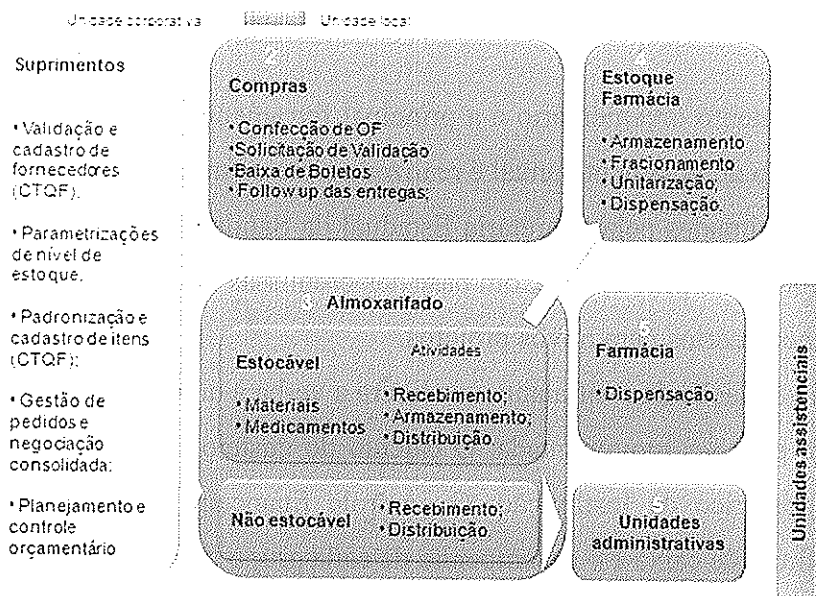 Unidade corporativa
Unidade local
Suprimentos
• Validação e
cadastro de
fornecedores
(CTQF).
• Parametrizações
de nível de
estoque.
• Padronização e
cadastro de itens
(CTQF);
• Gestão de
pedidos e
negociação
consolidada;
• Planejamento e
controle
orçamentário
Compras
• Confecção de OF
• Solicitação de Validação
• Baixa de Boletos
• Follow up das entregas;
Estoque
Farmácia
• Armazenamento
• Fracionamento
• Unitarização,
• Dispensação.
3 Almoxarifado
Estocável
• Materiais
• Medicamentos
Atividades
• Recebimento;
• Armazenamento;
• Distribuição.
Não estocável
• Recebimento;
• Distribuição.
5
Farmácia
• Dispensação.
Unidades
administrativas
Unidades assistenciais